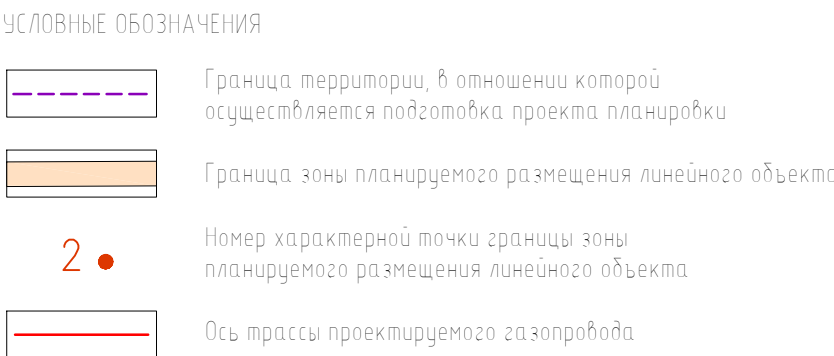 УСЛОВНЫЕ ОБОЗНАЧЕНИЯ
Граница территории, в отношении которой
осуществляется подготовка проекта планировки
Граница зоны планируемого размещения линейного объекта
2
Номер характерной точки границы зоны
планируемого размещения линейного объекта
Ось трассы проектируемого газопровода